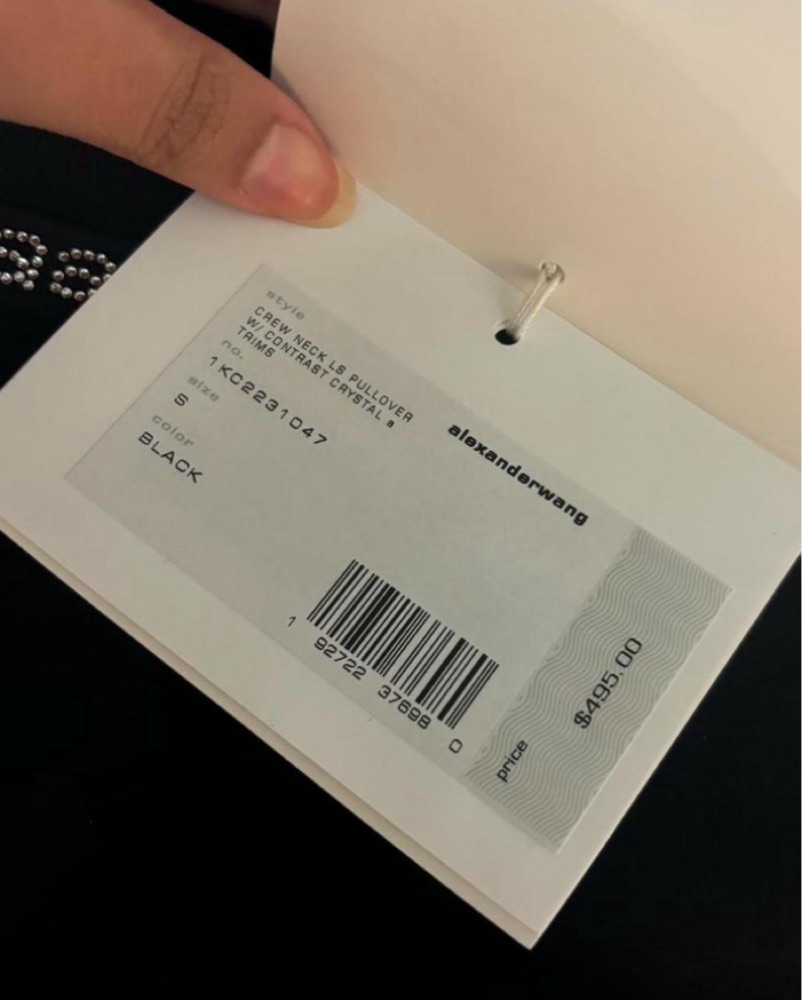 style
CREW NECK LS PULLOVER
W/ CONTRAST CRYSTAL &
TRIMS
no.
1KC2231047
size
S
color
BLACK
alexanderwang
1 92722 37698 0
price
$495.00